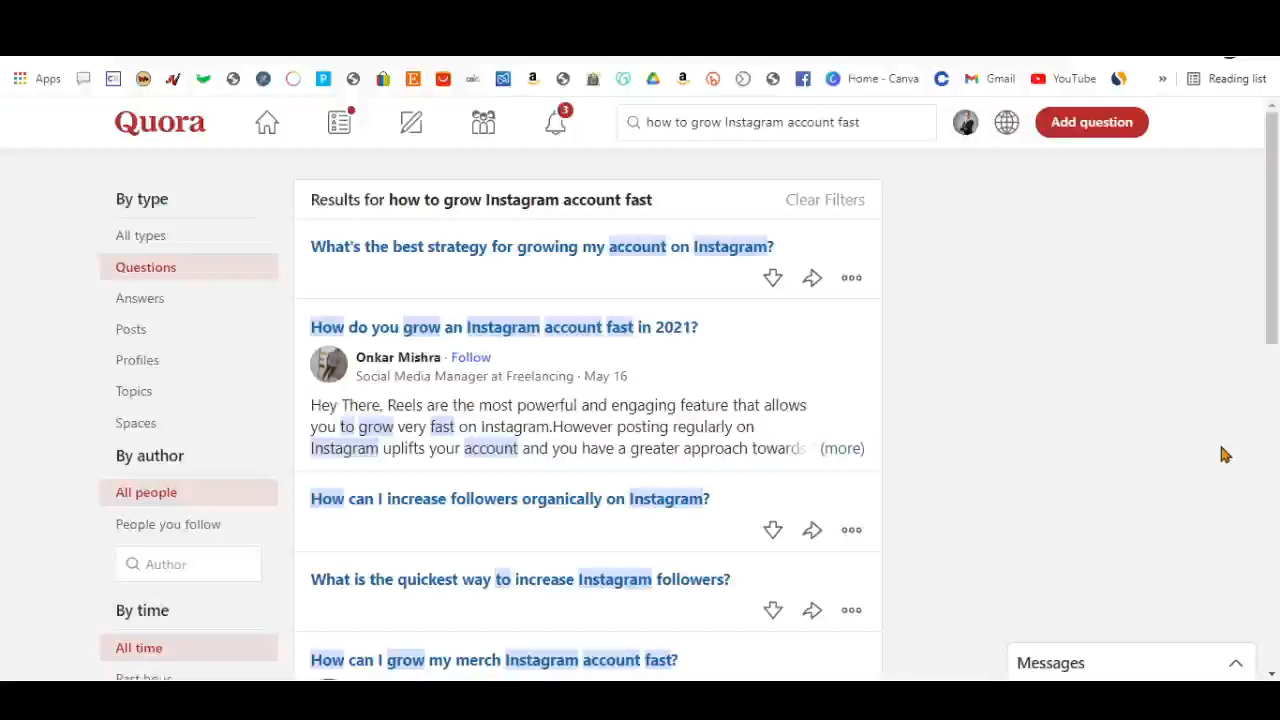 Apps
Home - Canva
Gmail
YouTube
»
Reading list
Quora
3
how to grow Instagram account fast
Add question
By type
All types
Questions
Answers
Posts
Profiles
Topics
Spaces
By author
All people
People you follow
Author
By time
All time
Results for how to grow Instagram account fast
Clear Filters
What's the best strategy for growing my account on Instagram?
How do you grow an Instagram account fast in 2021?
Onkar Mishra · Follow
Social Media Manager at Freelancing · May 16
Hey There, Reels are the most powerful and engaging feature that allows
you to grow very fast on Instagram.However posting regularly on
Instagram uplifts your account and you have a greater approach towards (more)
How can I increase followers organically on Instagram?
What is the quickest way to increase Instagram followers?
How can I grow my merch Instagram account fast?
Messages